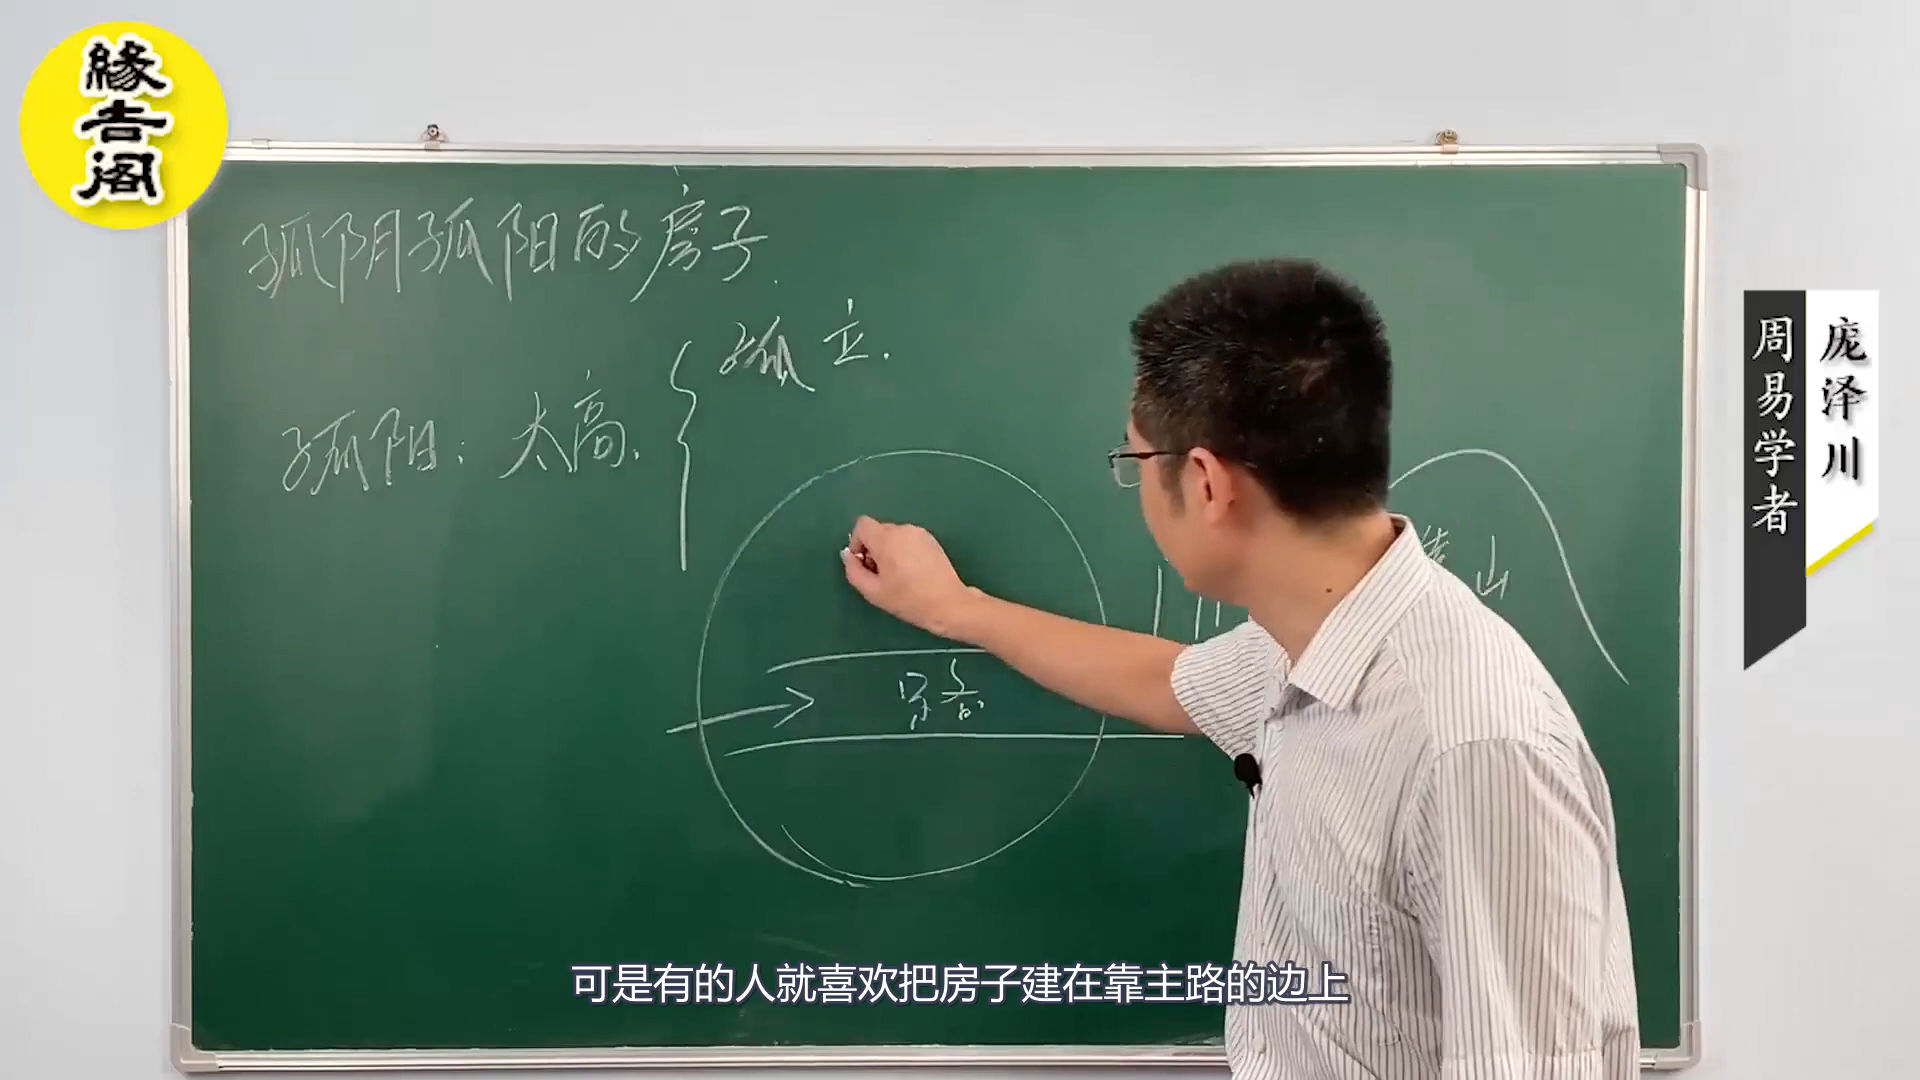 緣吉阁
孤阴孤阳的房子.
孤立.
孤阳: 太高.
靠山
路
庞泽川
周易学者
可是有的人就喜欢把房子建在靠主路的边上